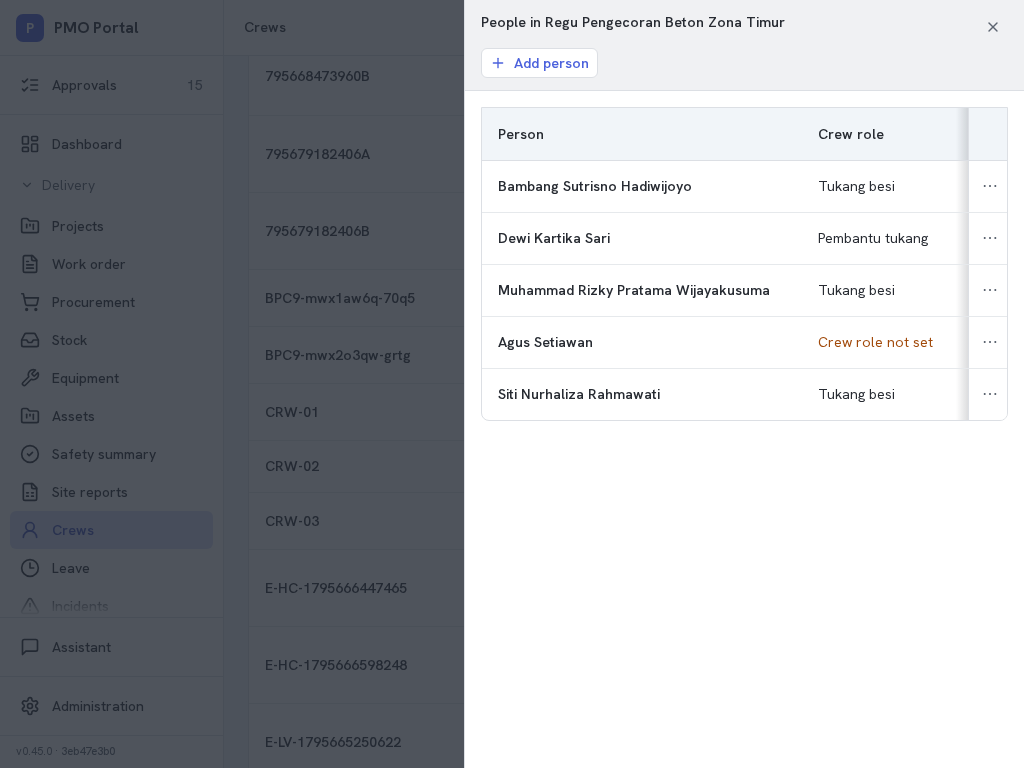 P
PMO Portal
Approvals
15
Dashboard
Delivery
Projects
Work order
Procurement
Stock
Equipment
Assets
Safety summary
Site reports
Crews
Leave
Incidents
Assistant
Administration
v0.45.0 · 3eb47e3b0
Crews
795668473960B
795679182406A
795679182406B
BPC9-mwx1aw6q-70q5
BPC9-mwx2o3qw-grtg
CRW-01
CRW-02
CRW-03
E-HC-1795666447465
E-HC-1795666598248
E-LV-1795665250622
People in Regu Pengecoran Beton Zona Timur
Add person
Person Crew role
Bambang Sutrisno Hadiwijoyo Tukang besi
Dewi Kartika Sari Pembantu tukang
Muhammad Rizky Pratama Wijayakusuma Tukang besi
Agus Setiawan Crew role not set
Siti Nurhaliza Rahmawati Tukang besi